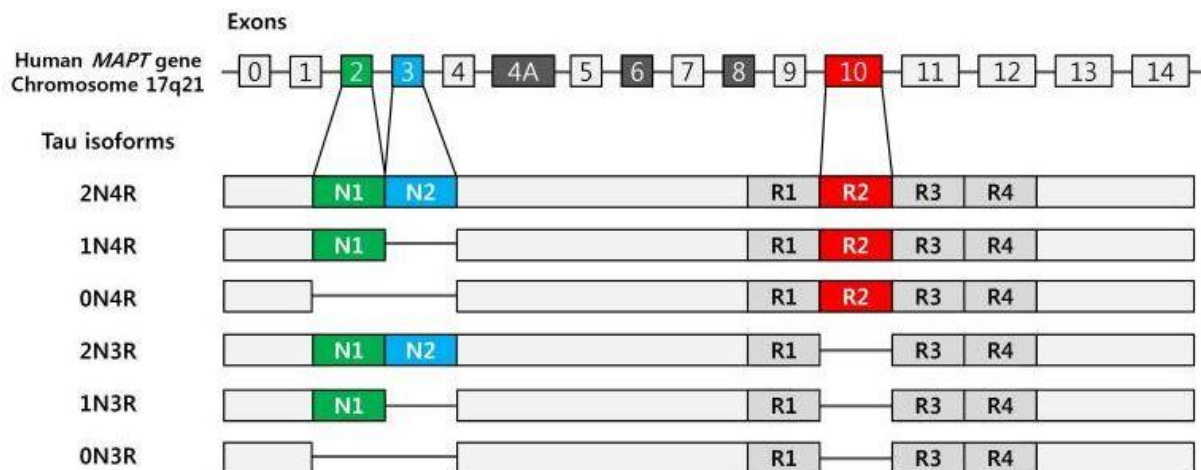 Exons
Human MAPT gene
Chromosome 17q21
0 1 2 3 4 4A 5 6 7 8 9 10 11 12 13 14
Tau isoforms
2N4R N1 N2 R1 R2 R3 R4
1N4R N1 R1 R2 R3 R4
0N4R R1 R2 R3 R4
2N3R N1 N2 R1 R3 R4
1N3R N1 R1 R3 R4
0N3R R1 R3 R4